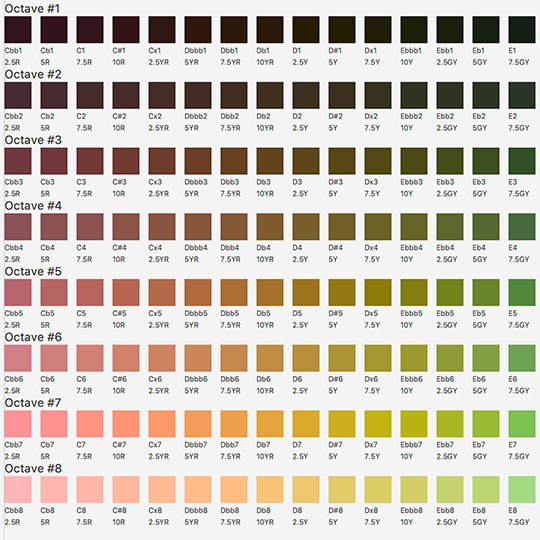 Octave #1
Cbb1 Cb1 C1 C#1 Cx1 Dbbb1 Dbb1 Db1 D1 D#1 Dx1 Ebbb1 Ebb1 Eb1 E1
2.5R 5R 7.5R 10R 2.5YR 5YR 7.5YR 10YR 2.5Y 5Y 7.5Y 10Y 2.5GY 5GY 7.5GY
Octave #2
Cbb2 Cb2 C2 C#2 Cx2 Dbbb2 Dbb2 Db2 D2 D#2 Dx2 Ebbb2 Ebb2 Eb2 E2
2.5R 5R 7.5R 10R 2.5YR 5YR 7.5YR 10YR 2.5Y 5Y 7.5Y 10Y 2.5GY 5GY 7.5GY
Octave #3
Cbb3 Cb3 C3 C#3 Cx3 Dbbb3 Dbb3 Db3 D3 D#3 Dx3 Ebbb3 Ebb3 Eb3 E3
2.5R 5R 7.5R 10R 2.5YR 5YR 7.5YR 10YR 2.5Y 5Y 7.5Y 10Y 2.5GY 5GY 7.5GY
Octave #4
Cbb4 Cb4 C4 C#4 Cx4 Dbbb4 Dbb4 Db4 D4 D#4 Dx4 Ebbb4 Ebb4 Eb4 E4
2.5R 5R 7.5R 10R 2.5YR 5YR 7.5YR 10YR 2.5Y 5Y 7.5Y 10Y 2.5GY 5GY 7.5GY
Octave #5
Cbb5 Cb5 C5 C#5 Cx5 Dbbb5 Dbb5 Db5 D5 D#5 Dx5 Ebbb5 Ebb5 Eb5 E5
2.5R 5R 7.5R 10R 2.5YR 5YR 7.5YR 10YR 2.5Y 5Y 7.5Y 10Y 2.5GY 5GY 7.5GY
Octave #6
Cbb6 Cb6 C6 C#6 Cx6 Dbbb6 Dbb6 Db6 D6 D#6 Dx6 Ebbb6 Ebb6 Eb6 E6
2.5R 5R 7.5R 10R 2.5YR 5YR 7.5YR 10YR 2.5Y 5Y 7.5Y 10Y 2.5GY 5GY 7.5GY
Octave #7
Cbb7 Cb7 C7 C#7 Cx7 Dbbb7 Dbb7 Db7 D7 D#7 Dx7 Ebbb7 Ebb7 Eb7 E7
2.5R 5R 7.5R 10R 2.5YR 5YR 7.5YR 10YR 2.5Y 5Y 7.5Y 10Y 2.5GY 5GY 7.5GY
Octave #8
Cbb8 Cb8 C8 C#8 Cx8 Dbbb8 Dbb8 Db8 D8 D#8 Dx8 Ebbb8 Ebb8 Eb8 E8
2.5R 5R 7.5R 10R 2.5YR 5YR 7.5YR 10YR 2.5Y 5Y 7.5Y 10Y 2.5GY 5GY 7.5GY